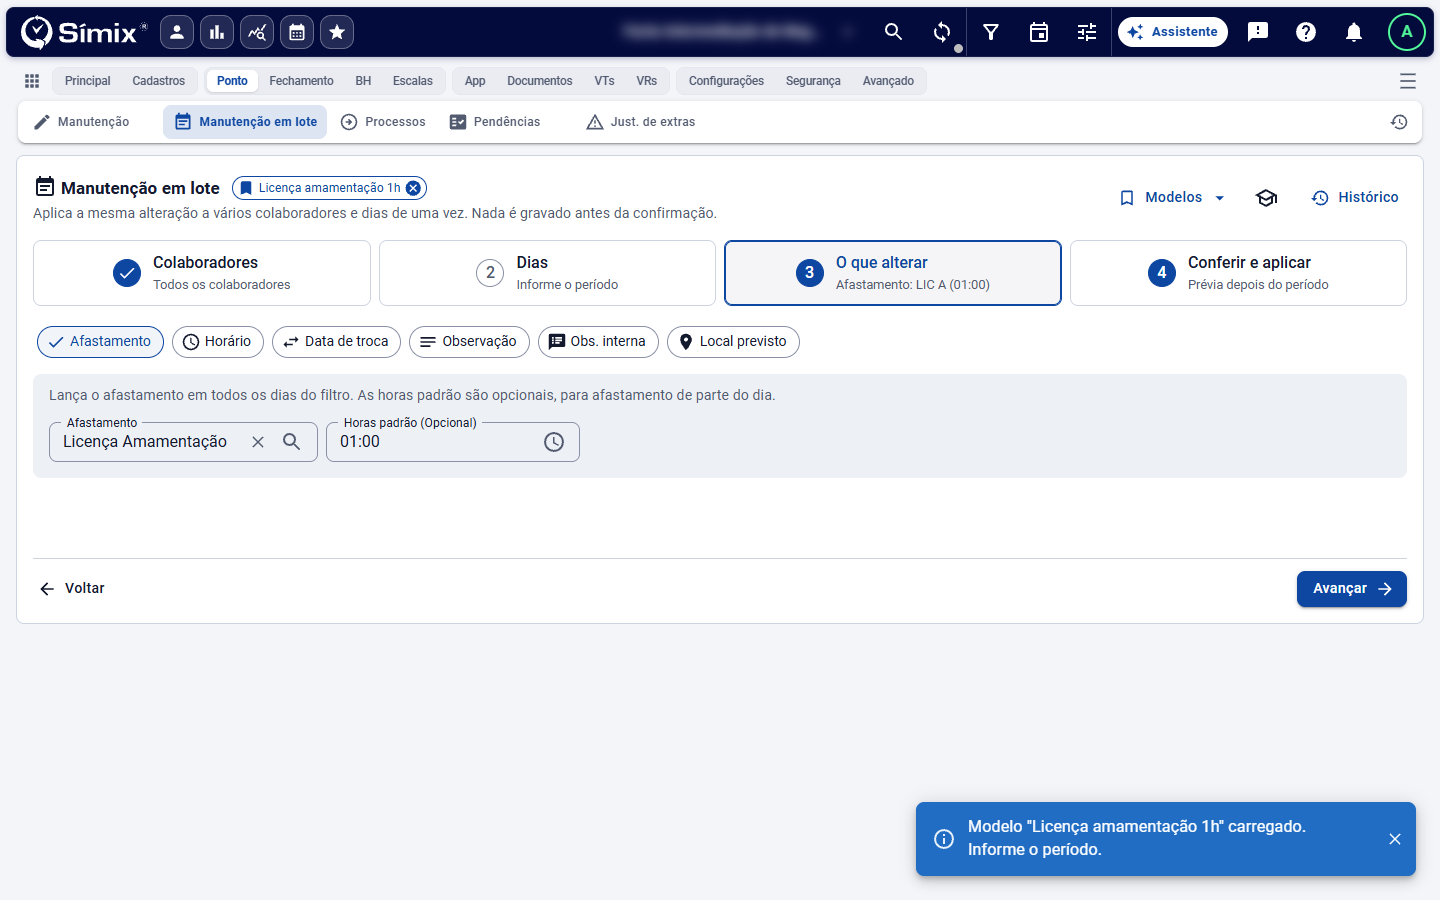 Símix®
Assistente
A
Principal
Cadastros
Ponto
Fechamento
BH
Escalas
App
Documentos
VTs
VRs
Configurações
Segurança
Avançado
Manutenção
Manutenção em lote
Processos
Pendências
Just. de extras
Manutenção em lote
Licença amamentação 1h
Aplica a mesma alteração a vários colaboradores e dias de uma vez. Nada é gravado antes da confirmação.
Modelos
Histórico
Colaboradores
Todos os colaboradores
2
Dias
Informe o período
3
O que alterar
Afastamento: LIC A (01:00)
4
Conferir e aplicar
Prévia depois do período
Afastamento
Horário
Data de troca
Observação
Obs. interna
Local previsto
Lança o afastamento em todos os dias do filtro. As horas padrão são opcionais, para afastamento de parte do dia.
Afastamento
Licença Amamentação
Horas padrão (Opcional)
01:00
Voltar
Avançar
Modelo "Licença amamentação 1h" carregado.
Informe o período.